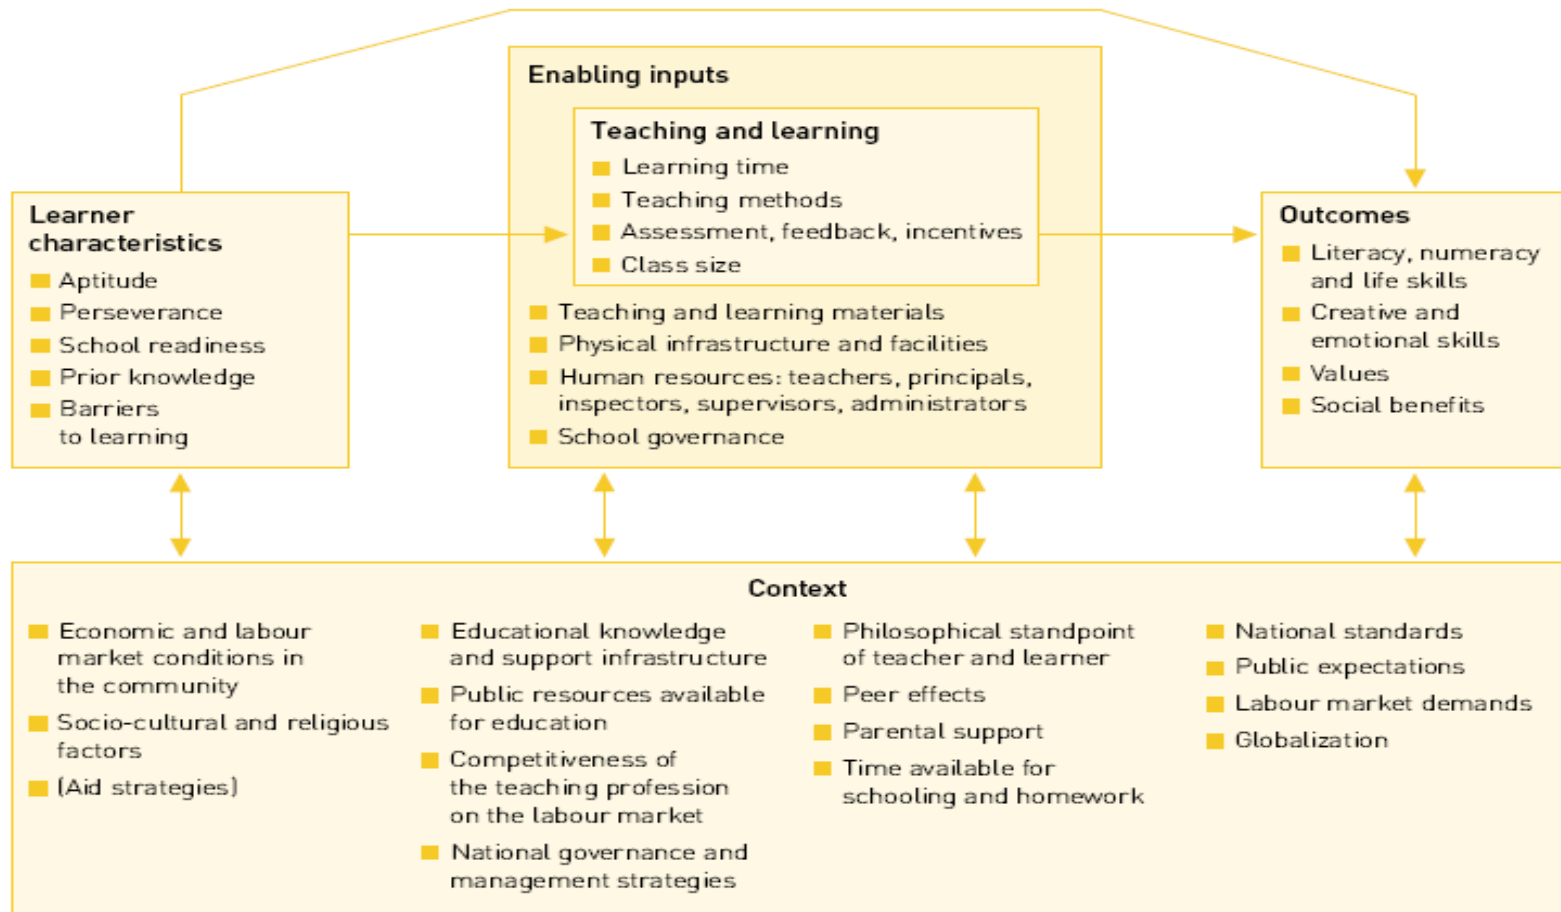 Enabling inputs
Teaching and learning
Learning time
Teaching methods
Assessment, feedback, incentives
Class size
Teaching and learning materials
Physical infrastructure and facilities
Human resources: teachers, principals,
inspectors, supervisors, administrators
School governance
Learner
characteristics
Aptitude
Perseverance
School readiness
Prior knowledge
Barriers
to learning
Outcomes
Literacy, numeracy
and life skills
Creative and
emotional skills
Values
Social benefits
Context
Economic and labour
market conditions in
the community
Socio-cultural and religious
factors
(Aid strategies)
Educational knowledge
and support infrastructure
Public resources available
for education
Competitiveness of
the teaching profession
on the labour market
National governance and
management strategies
Philosophical standpoint
of teacher and learner
Peer effects
Parental support
Time available for
schooling and homework
National standards
Public expectations
Labour market demands
Globalization